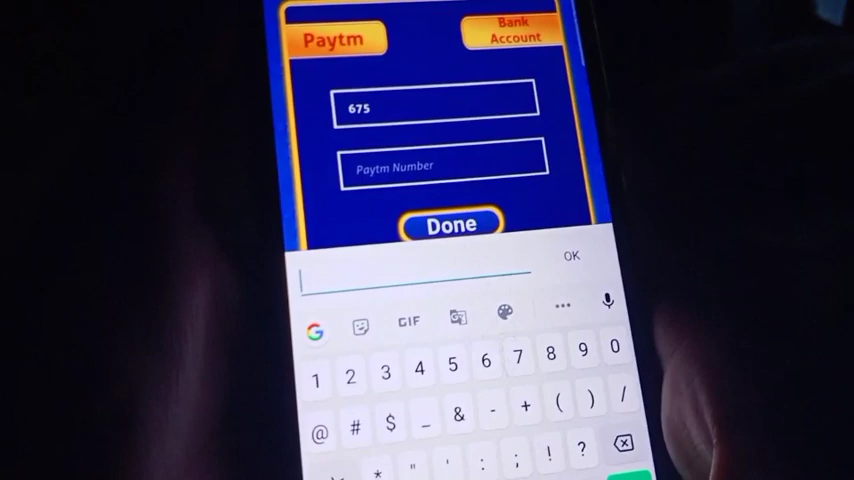 Paytm
Bank
Account
675
Paytm Number
Done
OK
GIF
1 2 3 4 5 6 7 8 9 0
@ # $ _ & - + ( ) /
* " ' : ; ! ?